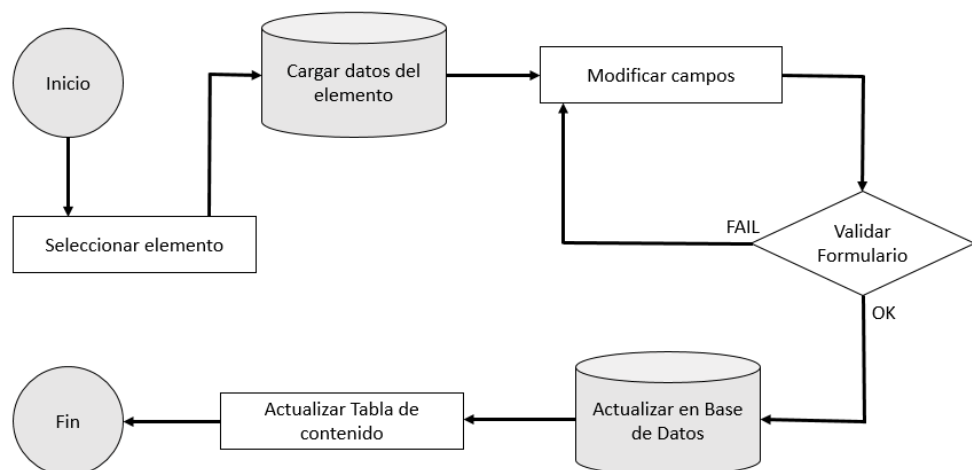 Inicio
Cargar datos del
elemento
Modificar campos
Seleccionar elemento
FAIL
Validar
Formulario
OK
Fin
Actualizar Tabla de
contenido
Actualizar en Base
de Datos